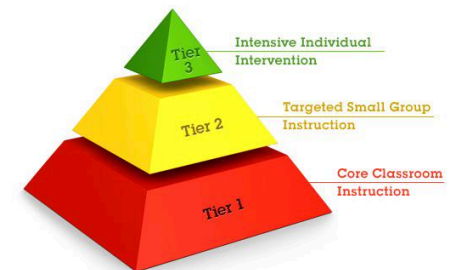 Tier
3
Intensive Individual
Intervention
Tier 2
Targeted Small Group
Instruction
Tier 1
Core Classroom
Instruction